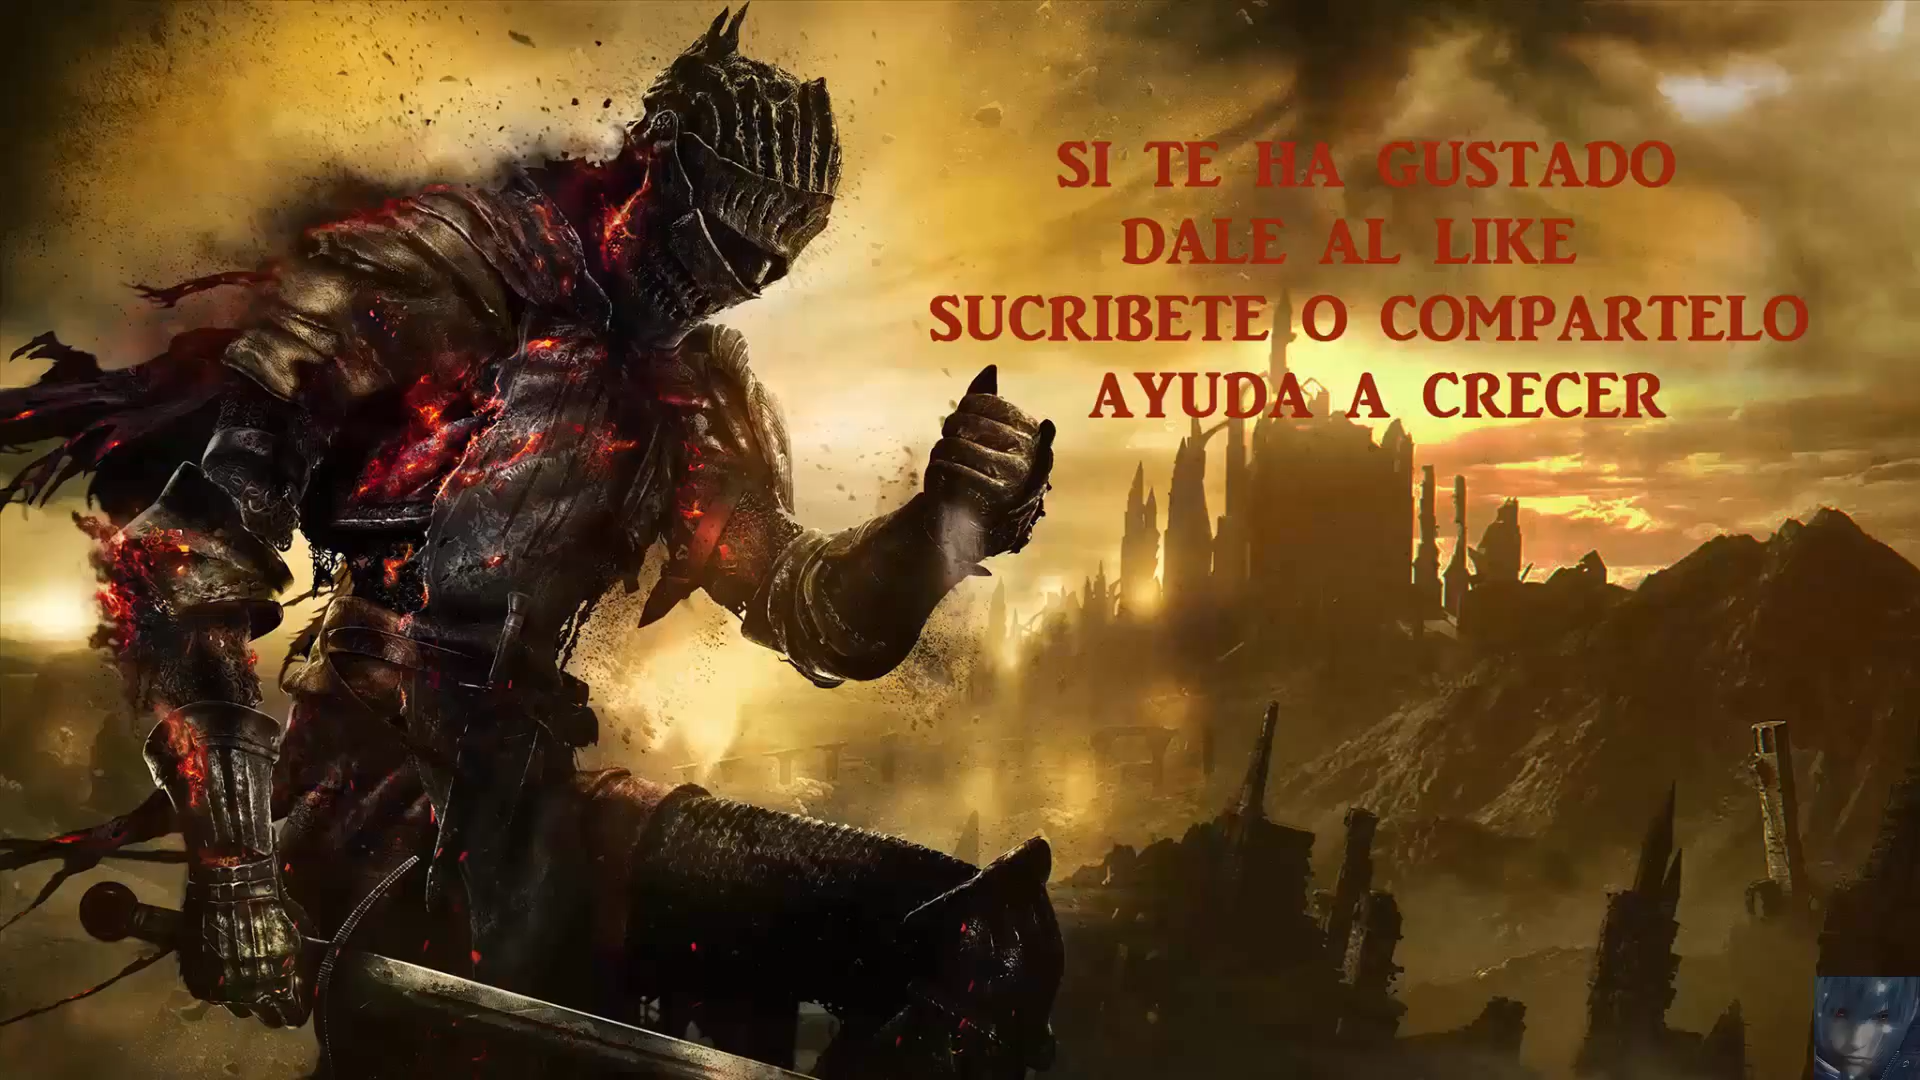 SI TE HA GUSTADO
DALE AL LIKE
SUCRIBETE O COMPARTELO
AYUDA A CRECER